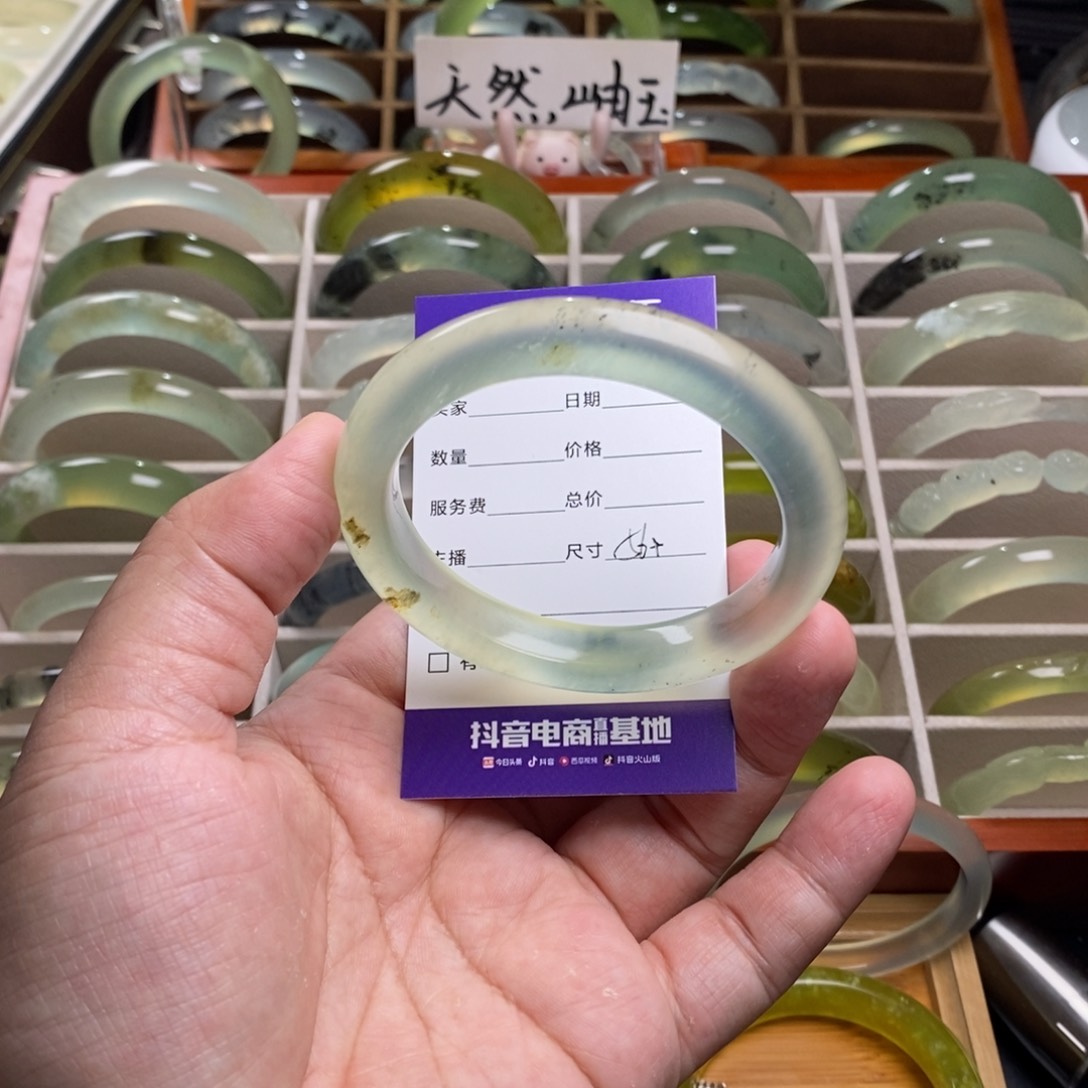 天然岫玉
家 日期
数量 价格
服务费 总价
主播 尺寸
抖音电商直播基地
今日头条 抖音 西瓜视频 抖音火山版